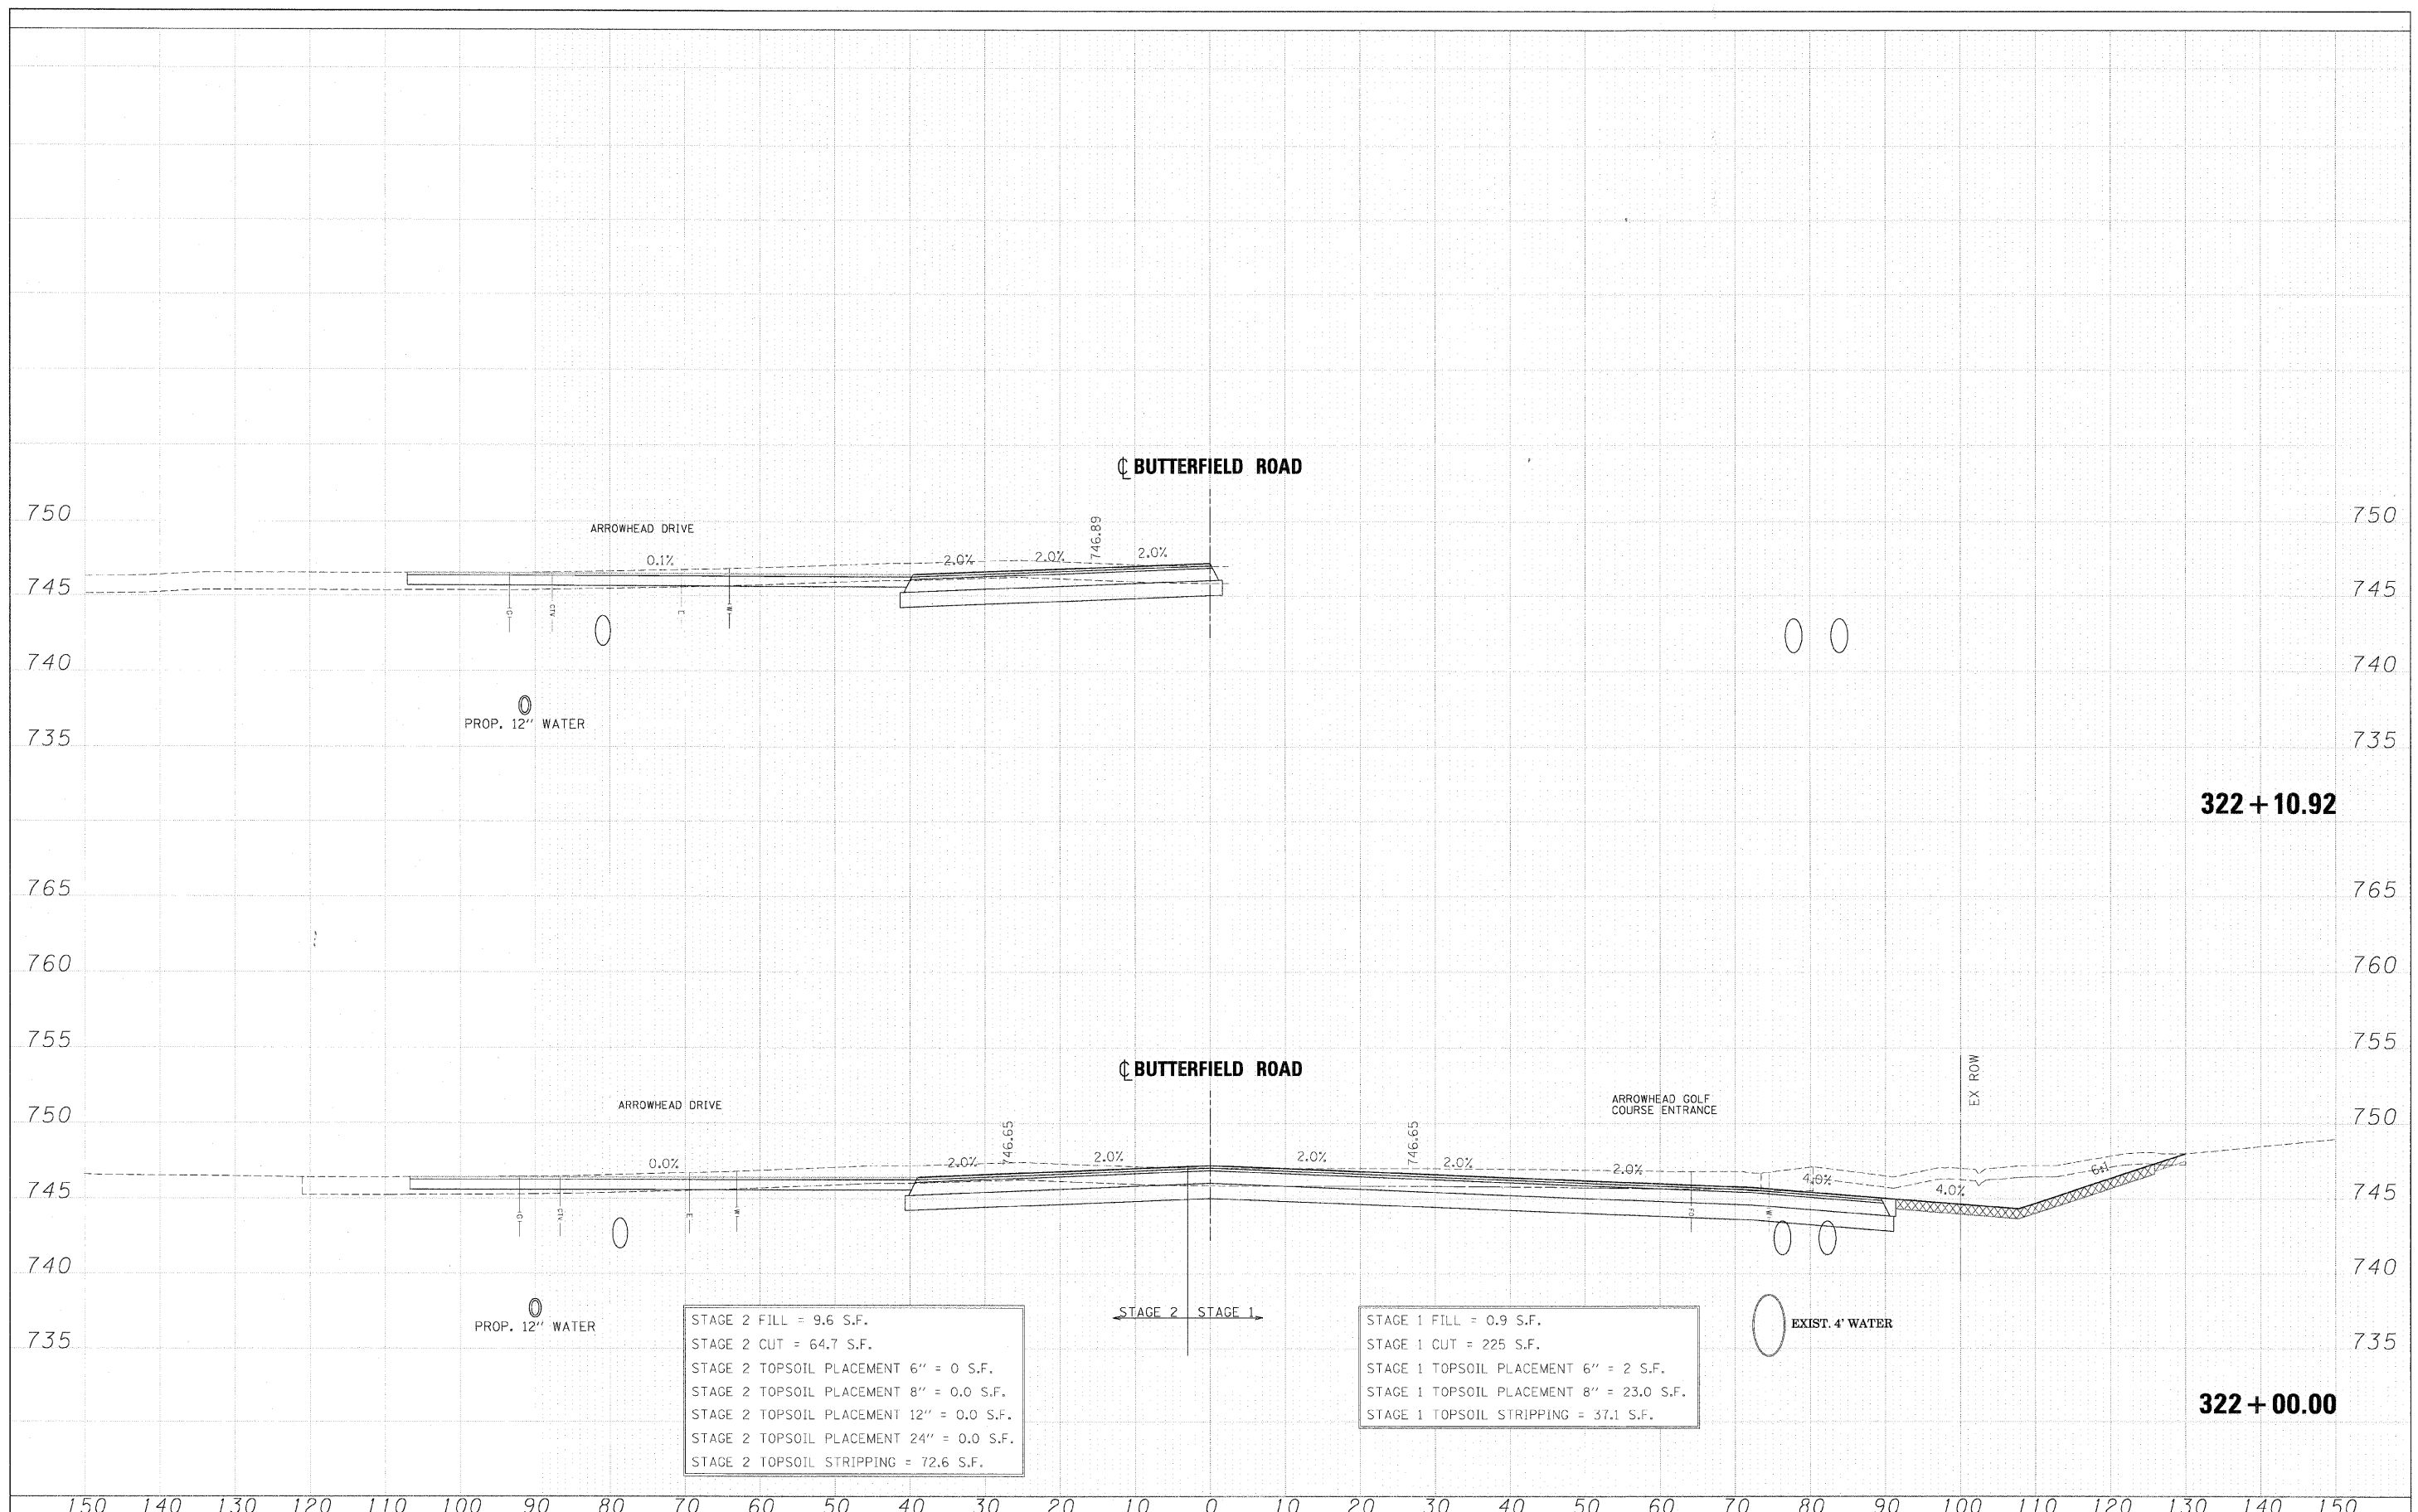 ℄ BUTTERFIELD ROAD
750 750
ARROWHEAD DRIVE
746.89
0.1% 2.0% 2.0% 2.0%
745 745
G CTV E W
740 740
PROP. 12" WATER
735 735
322+10.92
765 765
760 760
755 755
℄ BUTTERFIELD ROAD
EX ROW
ARROWHEAD DRIVE
ARROWHEAD GOLF
COURSE ENTRANCE
750 750
746.65 746.65
0.0% 2.0% 2.0% 2.0% 2.0% 2.0% 4.0% 4.0% 6:1
745 745
G CTV E W FO W
740 740
PROP. 12" WATER
STAGE 2 STAGE 1
EXIST. 4' WATER
735 735
STAGE 2 FILL = 9.6 S.F.
STAGE 2 CUT = 64.7 S.F.
STAGE 2 TOPSOIL PLACEMENT 6" = 0 S.F.
STAGE 2 TOPSOIL PLACEMENT 8" = 0.0 S.F.
STAGE 2 TOPSOIL PLACEMENT 12" = 0.0 S.F.
STAGE 2 TOPSOIL PLACEMENT 24" = 0.0 S.F.
STAGE 2 TOPSOIL STRIPPING = 72.6 S.F.
STAGE 1 FILL = 0.9 S.F.
STAGE 1 CUT = 225 S.F.
STAGE 1 TOPSOIL PLACEMENT 6" = 2 S.F.
STAGE 1 TOPSOIL PLACEMENT 8" = 23.0 S.F.
STAGE 1 TOPSOIL STRIPPING = 37.1 S.F.
322+00.00
150 140 130 120 110 100 90 80 70 60 50 40 30 20 10 0 10 20 30 40 50 60 70 80 90 100 110 120 130 140 150